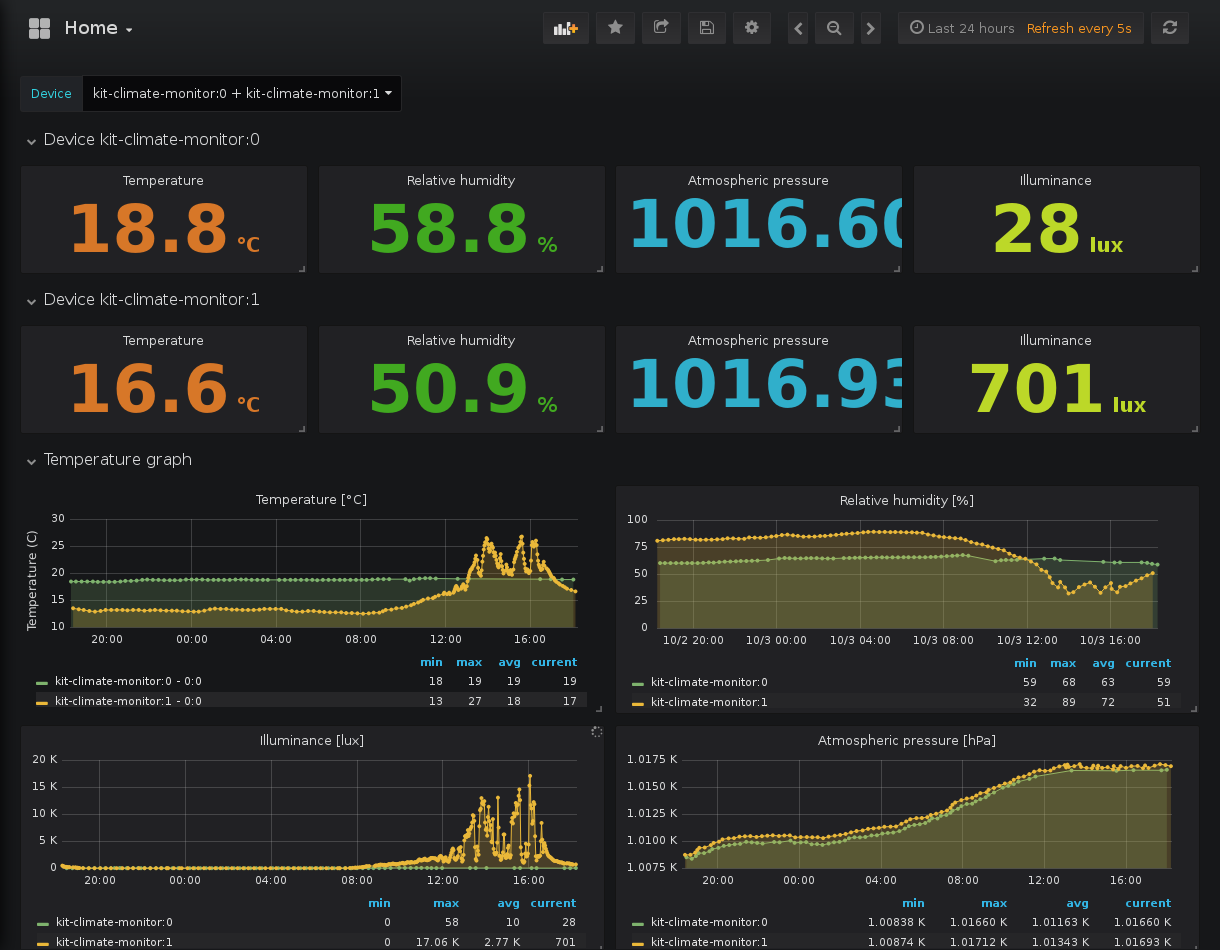 Home
Last 24 hours Refresh every 5s
Device kit-climate-monitor:0 + kit-climate-monitor:1
Device kit-climate-monitor:0
Temperature Relative humidity Atmospheric pressure Illuminance
18.8 °C 58.8 % 1016.60 28 lux
Device kit-climate-monitor:1
Temperature Relative humidity Atmospheric pressure Illuminance
16.6 °C 50.9 % 1016.93 701 lux
Temperature graph
Temperature [°C]
Temperature (C)
30
25
20
15
10
20:00 00:00 04:00 08:00 12:00 16:00
min max avg current
kit-climate-monitor:0 - 0:0 18 19 19 19
kit-climate-monitor:1 - 0:0 13 27 18 17
Relative humidity [%]
100
75
50
25
0
10/2 20:00 10/3 00:00 10/3 04:00 10/3 08:00 10/3 12:00 10/3 16:00
min max avg current
kit-climate-monitor:0 59 68 63 59
kit-climate-monitor:1 32 89 72 51
Illuminance [lux]
20 K
15 K
10 K
5 K
0
20:00 00:00 04:00 08:00 12:00 16:00
min max avg current
kit-climate-monitor:0 0 58 10 28
kit-climate-monitor:1 0 17.06 K 2.77 K 701
Atmospheric pressure [hPa]
1.0175 K
1.0150 K
1.0125 K
1.0100 K
1.0075 K
20:00 00:00 04:00 08:00 12:00 16:00
min max avg current
kit-climate-monitor:0 1.00838 K 1.01660 K 1.01163 K 1.01660 K
kit-climate-monitor:1 1.00874 K 1.01712 K 1.01343 K 1.01693 K